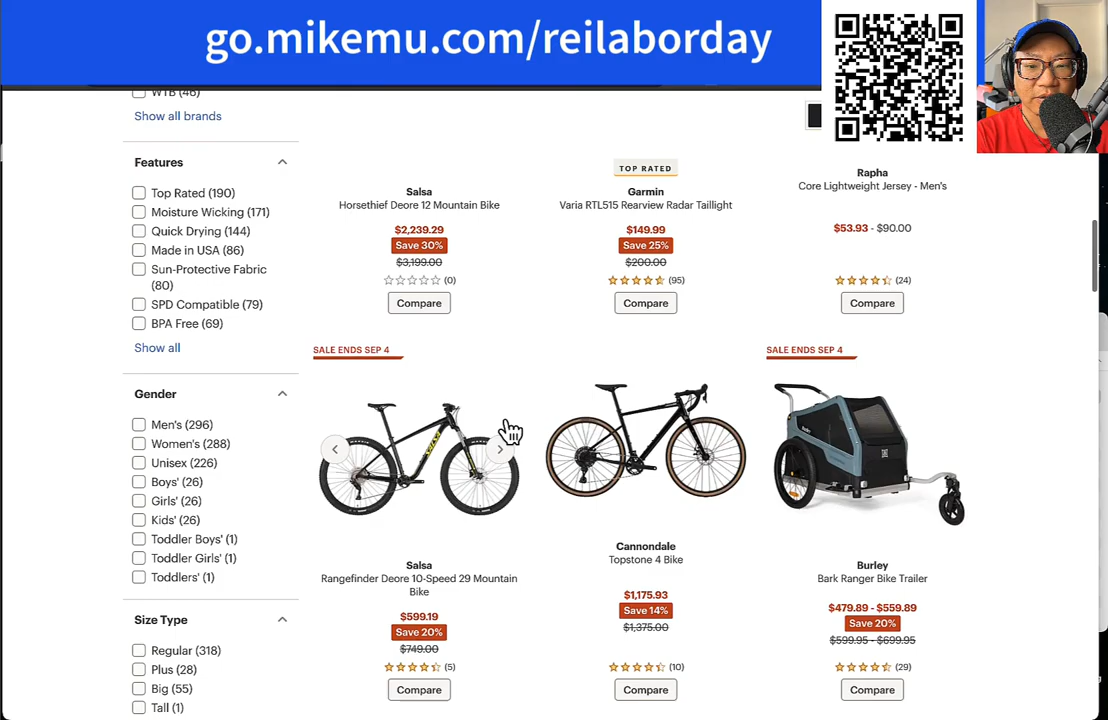 go.mikemu.com/reilaborday
WTB (46)
Show all brands
Features
Top Rated (190)
Moisture Wicking (171)
Quick Drying (144)
Made in USA (86)
Sun-Protective Fabric
(80)
SPD Compatible (79)
BPA Free (69)
Show all
Gender
Men's (296)
Women's (288)
Unisex (226)
Boys' (26)
Girls' (26)
Kids' (26)
Toddler Boys' (1)
Toddler Girls' (1)
Toddlers' (1)
Size Type
Regular (318)
Plus (28)
Big (55)
Tall (1)
Salsa
Horsethief Deore 12 Mountain Bike
$2,239.29
Save 30%
$3,199.00
(0)
Compare
TOP RATED
Garmin
Varia RTL515 Rearview Radar Taillight
$149.99
Save 25%
$200.00
(95)
Compare
Rapha
Core Lightweight Jersey - Men's
$53.93 - $90.00
(24)
Compare
SALE ENDS SEP 4
Salsa
Rangefinder Deore 10-Speed 29 Mountain
Bike
$599.19
Save 20%
$749.00
(5)
Compare
Cannondale
Topstone 4 Bike
$1,175.93
Save 14%
$1,375.00
(10)
Compare
SALE ENDS SEP 4
Burley
Bark Ranger Bike Trailer
$479.89 - $559.89
Save 20%
$599.95 - $699.95
(29)
Compare